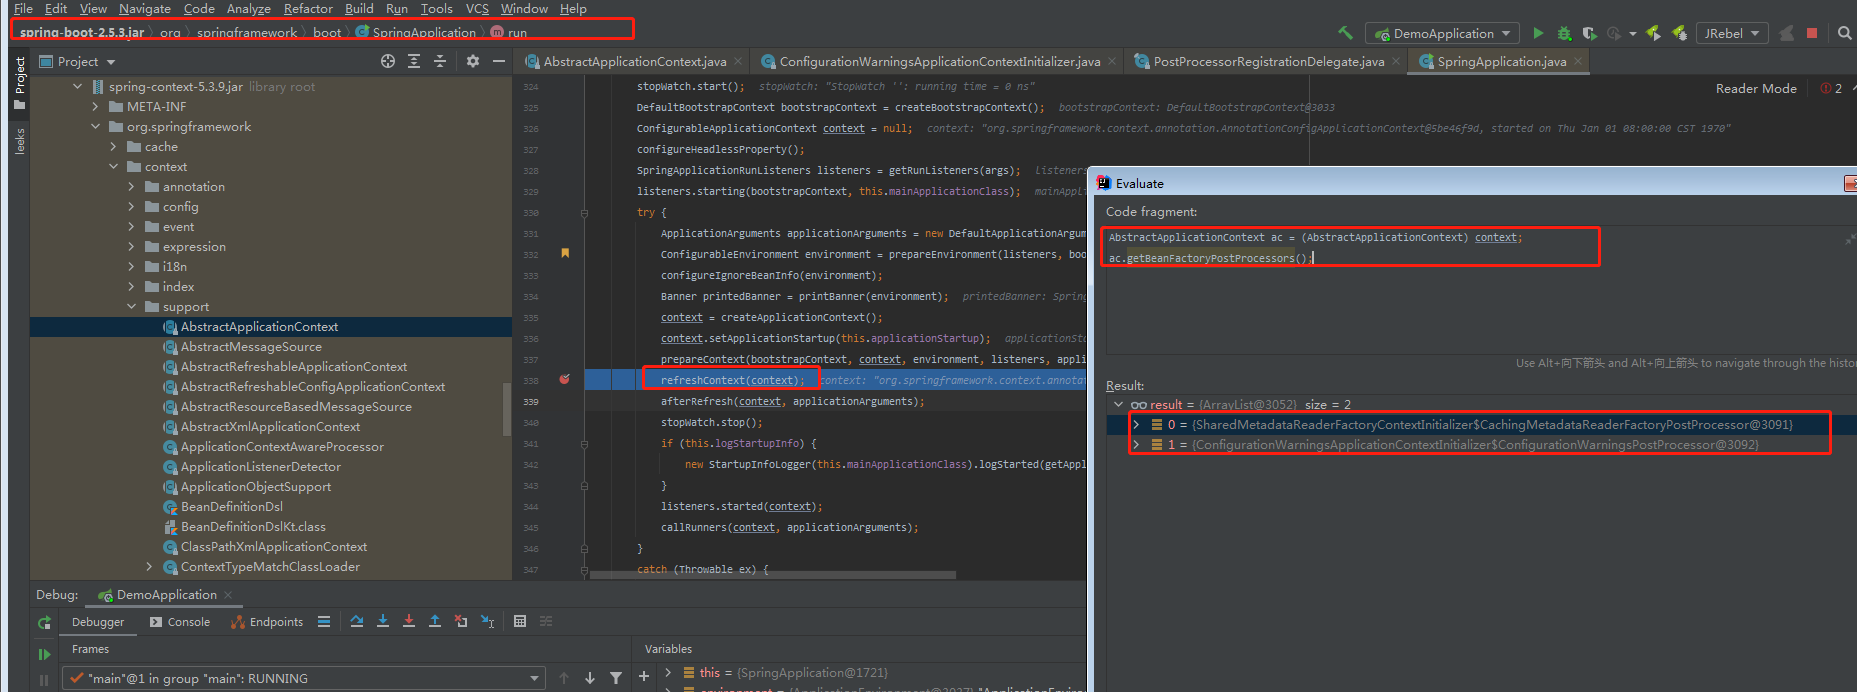 File Edit View Navigate Code Analyze Refactor Build Run Tools VCS Window Help
spring-boot-2.5.3.jar org springframework boot SpringApplication run
DemoApplication JRebel
Project
AbstractApplicationContext.java ConfigurationWarningsApplicationContextInitializer.java PostProcessorRegistrationDelegate.java SpringApplication.java
Project
leeks
spring-context-5.3.9.jar library root
META-INF
org.springframework
cache
context
annotation
config
event
expression
i18n
index
support
AbstractApplicationContext
AbstractMessageSource
AbstractRefreshableApplicationContext
AbstractRefreshableConfigApplicationContext
AbstractResourceBasedMessageSource
AbstractXmlApplicationContext
ApplicationContextAwareProcessor
ApplicationListenerDetector
ApplicationObjectSupport
BeanDefinitionDsl
BeanDefinitionDslKt.class
ClassPathXmlApplicationContext
ContextTypeMatchClassLoader
Reader Mode 2
324 stopWatch.start(); stopWatch: "StopWatch '': running time = 0 ns"
325 DefaultBootstrapContext bootstrapContext = createBootstrapContext(); bootstrapContext: DefaultBootstrapContext@3033
326 ConfigurableApplicationContext context = null; context: "org.springframework.context.annotation.AnnotationConfigApplicationContext@5be46f9d, started on Thu Jan 01 08:00:00 CST 1970"
327 configureHeadlessProperty();
328 SpringApplicationRunListeners listeners = getRunListeners(args); listeners
329 listeners.starting(bootstrapContext, this.mainApplicationClass); mainAppl
330 try {
331 ApplicationArguments applicationArguments = new DefaultApplicationArgum
332 ConfigurableEnvironment environment = prepareEnvironment(listeners, boo
333 configureIgnoreBeanInfo(environment);
334 Banner printedBanner = printBanner(environment); printedBanner: Spring
335 context = createApplicationContext();
336 context.setApplicationStartup(this.applicationStartup); applicationSta
337 prepareContext(bootstrapContext, context, environment, listeners, appli
338 refreshContext(context); context: "org.springframework.context.annota
339 afterRefresh(context, applicationArguments);
340 stopWatch.stop();
341 if (this.logStartupInfo) {
342 new StartupInfoLogger(this.mainApplicationClass).logStarted(getAppl
343 }
344 listeners.started(context);
345 callRunners(context, applicationArguments);
346 }
347 catch (Throwable ex) {
Evaluate
Code fragment:
AbstractApplicationContext ac = (AbstractApplicationContext) context;
ac.getBeanFactoryPostProcessors();
Use Alt+向下箭头 and Alt+向上箭头 to navigate through the histor
Result:
result = {ArrayList@3052} size = 2
0 = {SharedMetadataReaderFactoryContextInitializer$CachingMetadataReaderFactoryPostProcessor@3091}
1 = {ConfigurationWarningsApplicationContextInitializer$ConfigurationWarningsPostProcessor@3092}
Debug: DemoApplication
Debugger Console Endpoints
Frames
"main"@1 in group "main": RUNNING
Variables
this = {SpringApplication@1721}